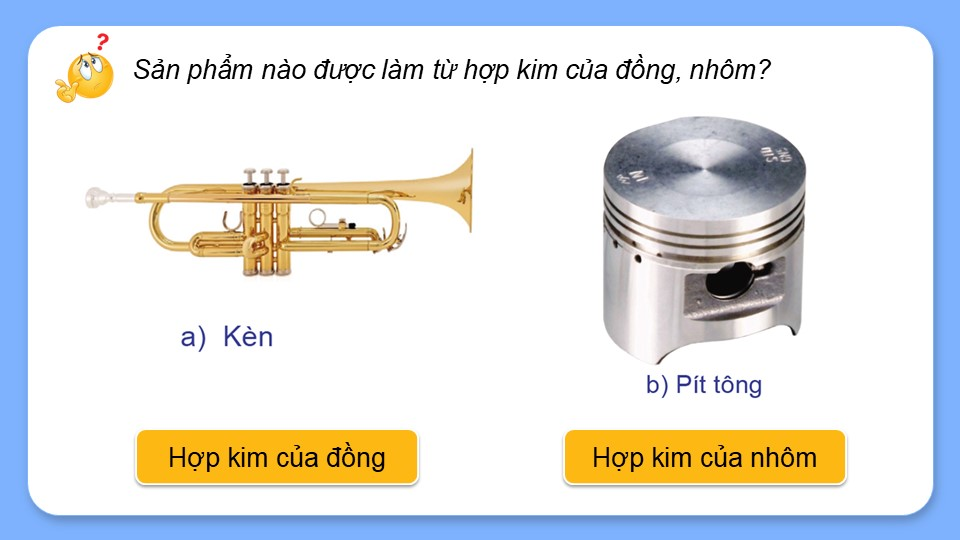 ?
Sản phẩm nào được làm từ hợp kim của đồng, nhôm?
a) Kèn
b) Pít tông
Hợp kim của đồng
Hợp kim của nhôm